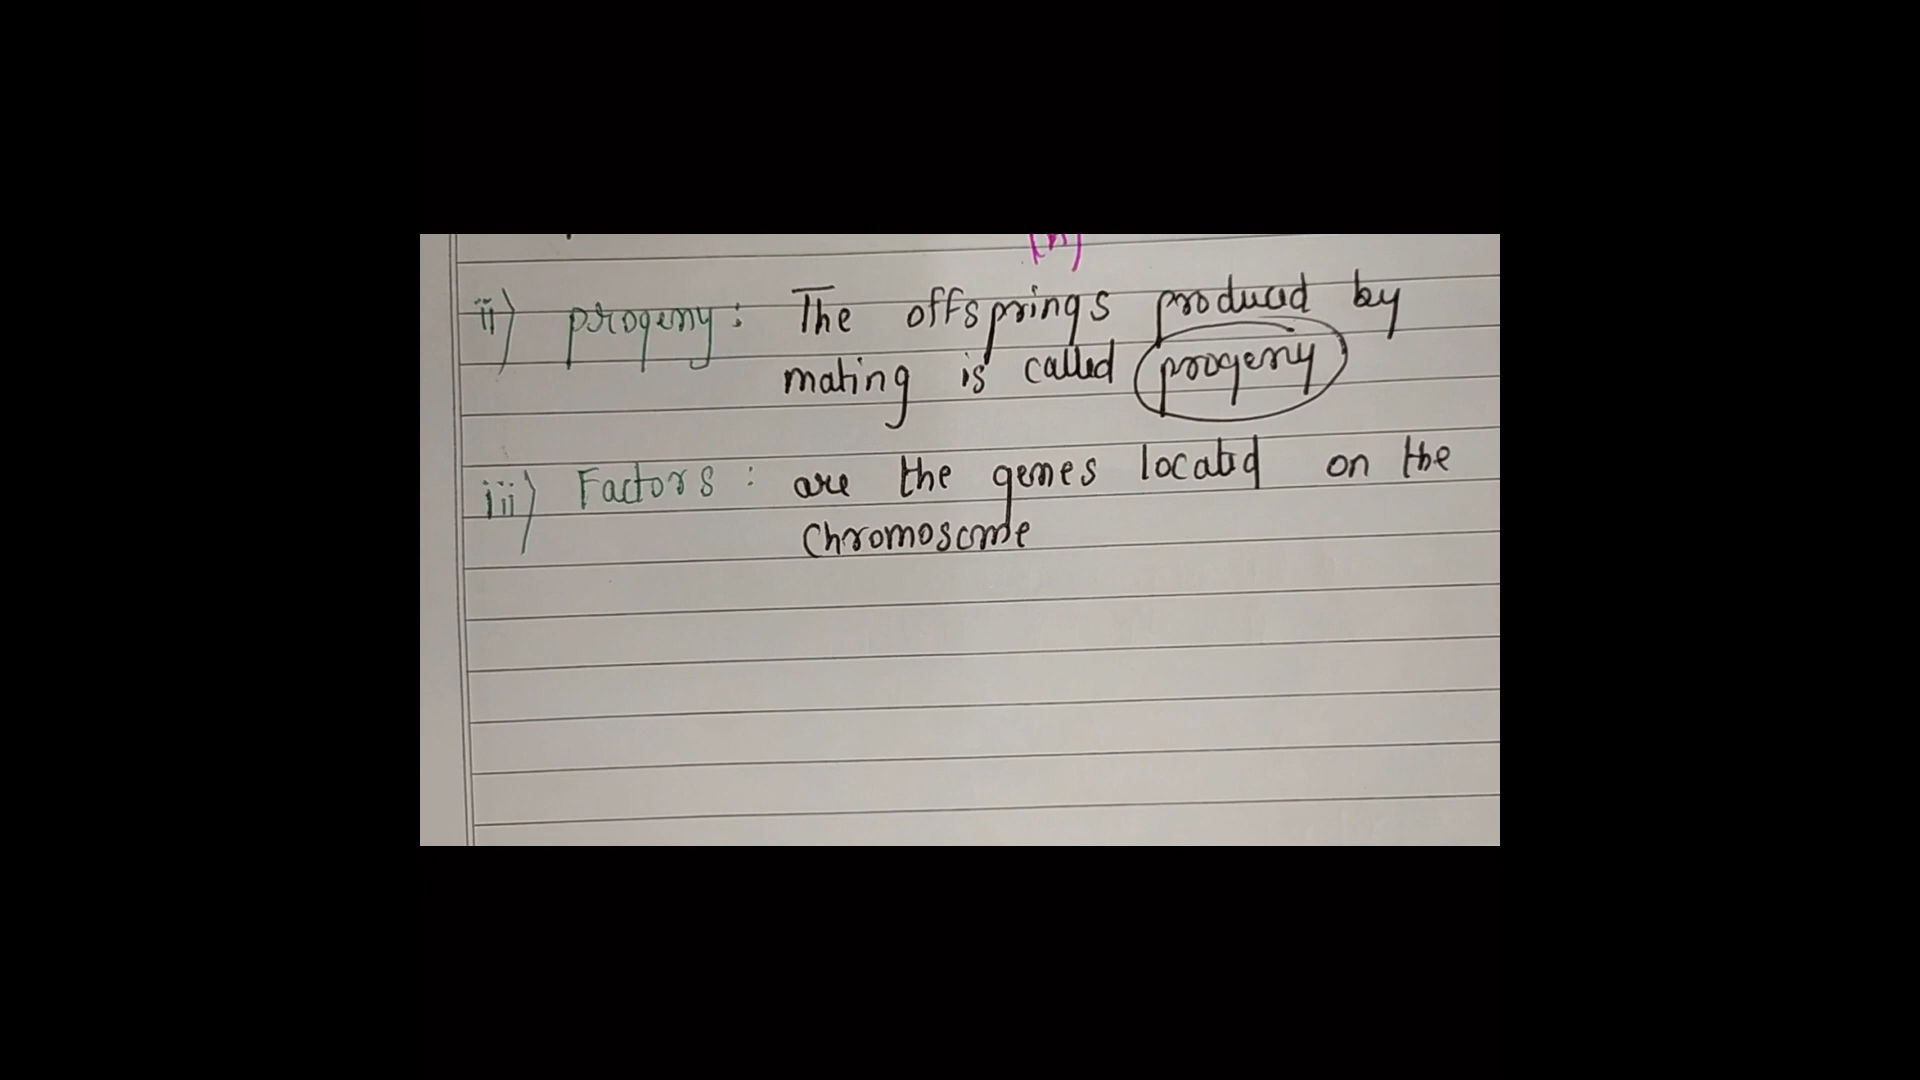 ii) progeny : The offsprings produced by
mating is called progeny
iii) Factors : are the genes located on the
Chromosome